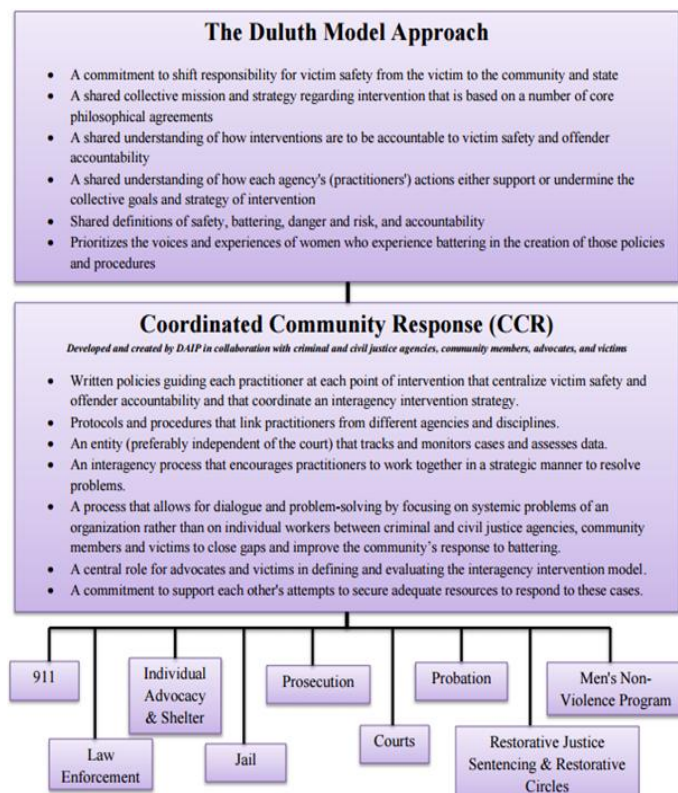 The Duluth Model Approach
• A commitment to shift responsibility for victim safety from the victim to the community and state
• A shared collective mission and strategy regarding intervention that is based on a number of core
philosophical agreements
• A shared understanding of how interventions are to be accountable to victim safety and offender
accountability
• A shared understanding of how each agency's (practitioners') actions either support or undermine the
collective goals and strategy of intervention
• Shared definitions of safety, battering, danger and risk, and accountability
• Prioritizes the voices and experiences of women who experience battering in the creation of those policies
and procedures
Coordinated Community Response (CCR)
Developed and created by DAIP in collaboration with criminal and civil justice agencies, community members, advocates, and victims
• Written policies guiding each practitioner at each point of intervention that centralize victim safety and
offender accountability and that coordinate an interagency intervention strategy.
• Protocols and procedures that link practitioners from different agencies and disciplines.
• An entity (preferably independent of the court) that tracks and monitors cases and assesses data.
• An interagency process that encourages practitioners to work together in a strategic manner to resolve
problems.
• A process that allows for dialogue and problem-solving by focusing on systemic problems of an
organization rather than on individual workers between criminal and civil justice agencies, community
members and victims to close gaps and improve the community's response to battering.
• A central role for advocates and victims in defining and evaluating the interagency intervention model.
• A commitment to support each other's attempts to secure adequate resources to respond to these cases.
911
Law
Enforcement
Individual
Advocacy
& Shelter
Jail
Prosecution
Courts
Probation
Restorative Justice
Sentencing & Restorative
Circles
Men's Non-
Violence Program